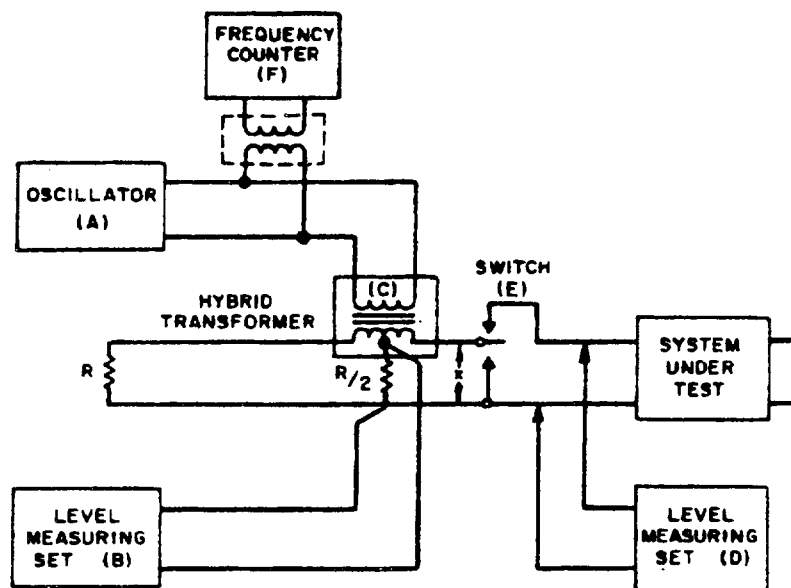 FREQUENCY
COUNTER
(F)
OSCILLATOR
(A)
(C)
HYBRID
TRANSFORMER
SWITCH
(E)
R
R/2
x
SYSTEM
UNDER
TEST
LEVEL
MEASURING
SET (B)
LEVEL
MEASURING
SET (D)